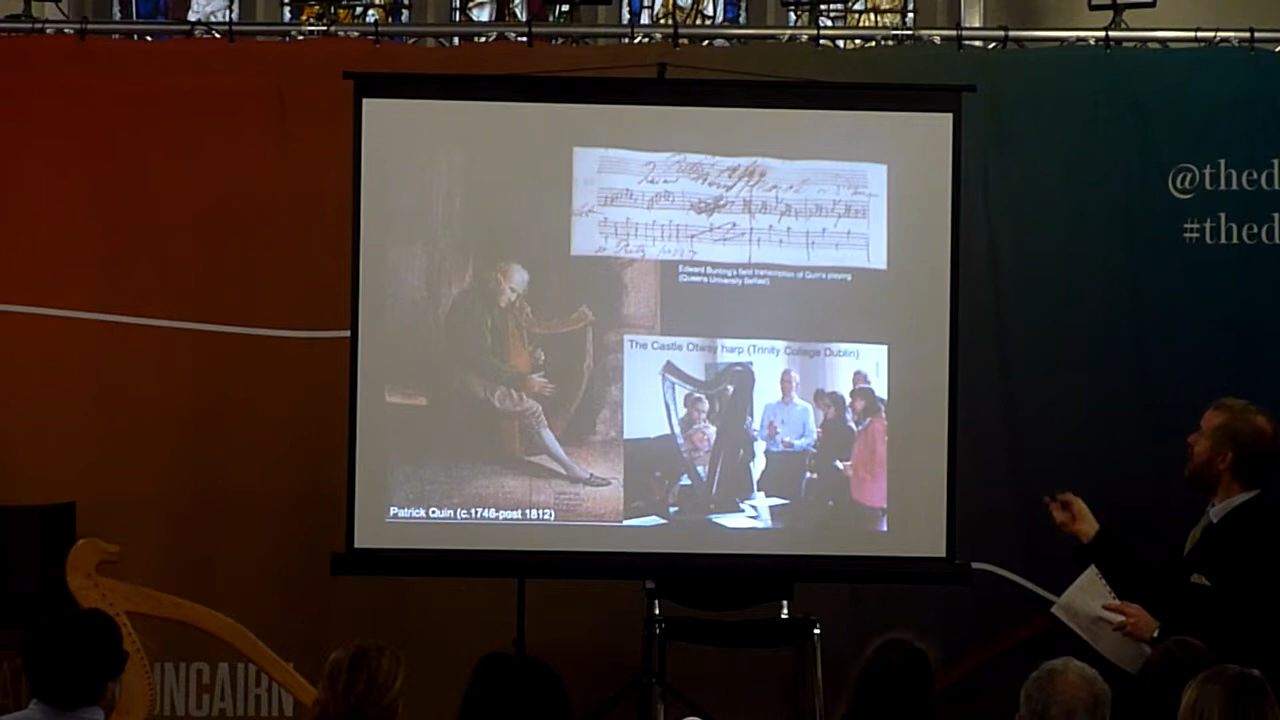 @thed
#thed
Edward Bunting's field transcription of Quin's playing
(Queens University Belfast)
The Castle Otway harp (Trinity College Dublin)
Patrick Quin (c.1746-post 1812)
NCAIRN